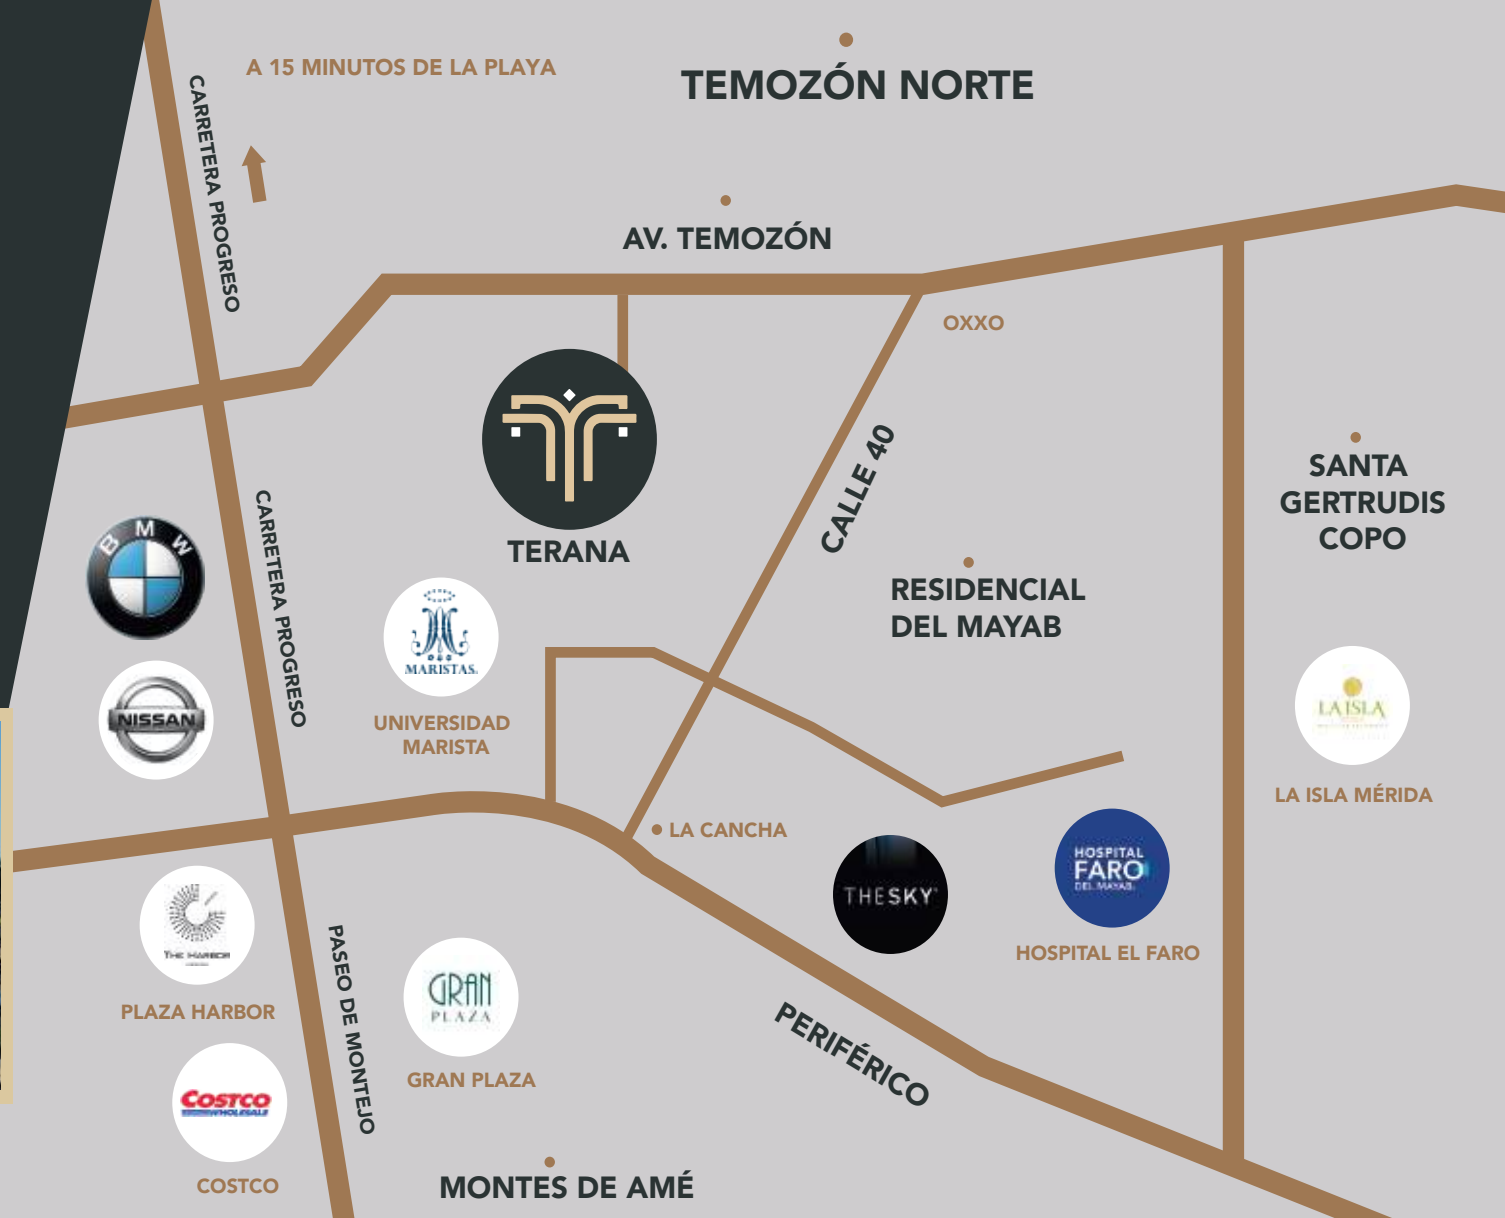 A 15 MINUTOS DE LA PLAYA
TEMOZÓN NORTE
CARRETERA PROGRESO
AV. TEMOZÓN
OXXO
CALLE 40
SANTA
GERTRUDIS
COPO
TERANA
BMW
CARRETERA PROGRESO
RESIDENCIAL
DEL MAYAB
MARISTAS
NISSAN
UNIVERSIDAD
MARISTA
LA ISLA
LA ISLA MÉRIDA
LA CANCHA
THE SKY
HOSPITAL
FARO
DEL MAYAB
HOSPITAL EL FARO
THE HARBOR
PLAZA HARBOR
PASEO DE MONTEJO
GRAN
PLAZA
GRAN PLAZA
PERIFÉRICO
COSTCO
WHOLESALE
COSTCO
MONTES DE AMÉ